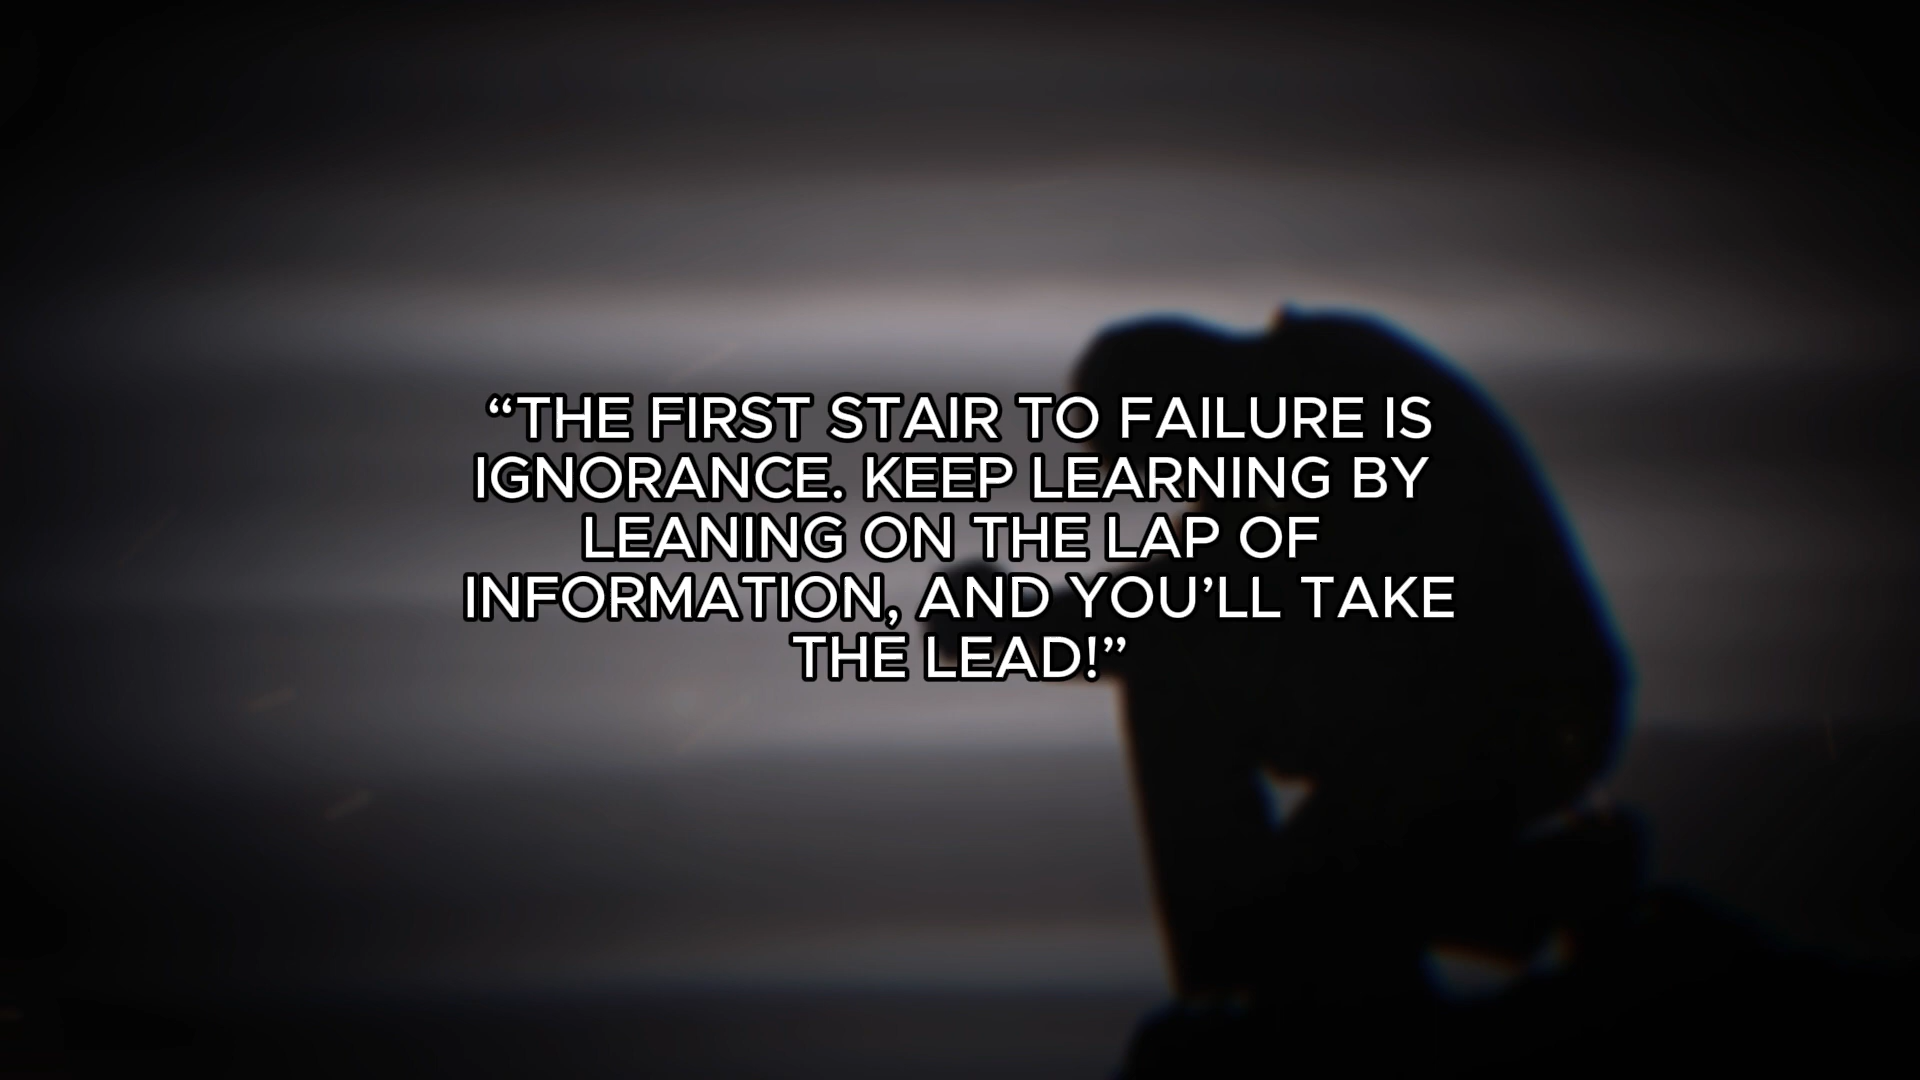 “THE FIRST STAIR TO FAILURE IS
IGNORANCE. KEEP LEARNING BY
LEANING ON THE LAP OF
INFORMATION, AND YOU’LL TAKE
THE LEAD!”